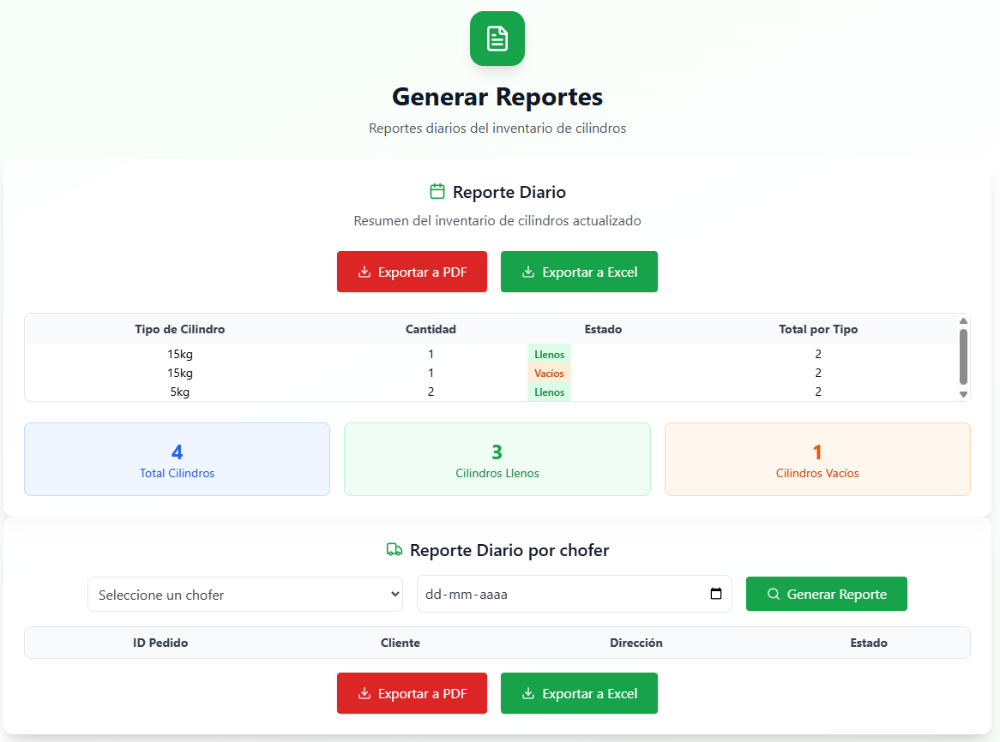 Generar Reportes
Reportes diarios del inventario de cilindros
Reporte Diario
Resumen del inventario de cilindros actualizado
Exportar a PDF Exportar a Excel
Tipo de Cilindro Cantidad Estado Total por Tipo
15kg 1 Llenos 2
15kg 1 Vacíos 2
5kg 2 Llenos 2
4 3 1
Total Cilindros Cilindros Llenos Cilindros Vacíos
Reporte Diario por chofer
Seleccione un chofer dd-mm-aaaa Generar Reporte
ID Pedido Cliente Dirección Estado
Exportar a PDF Exportar a Excel